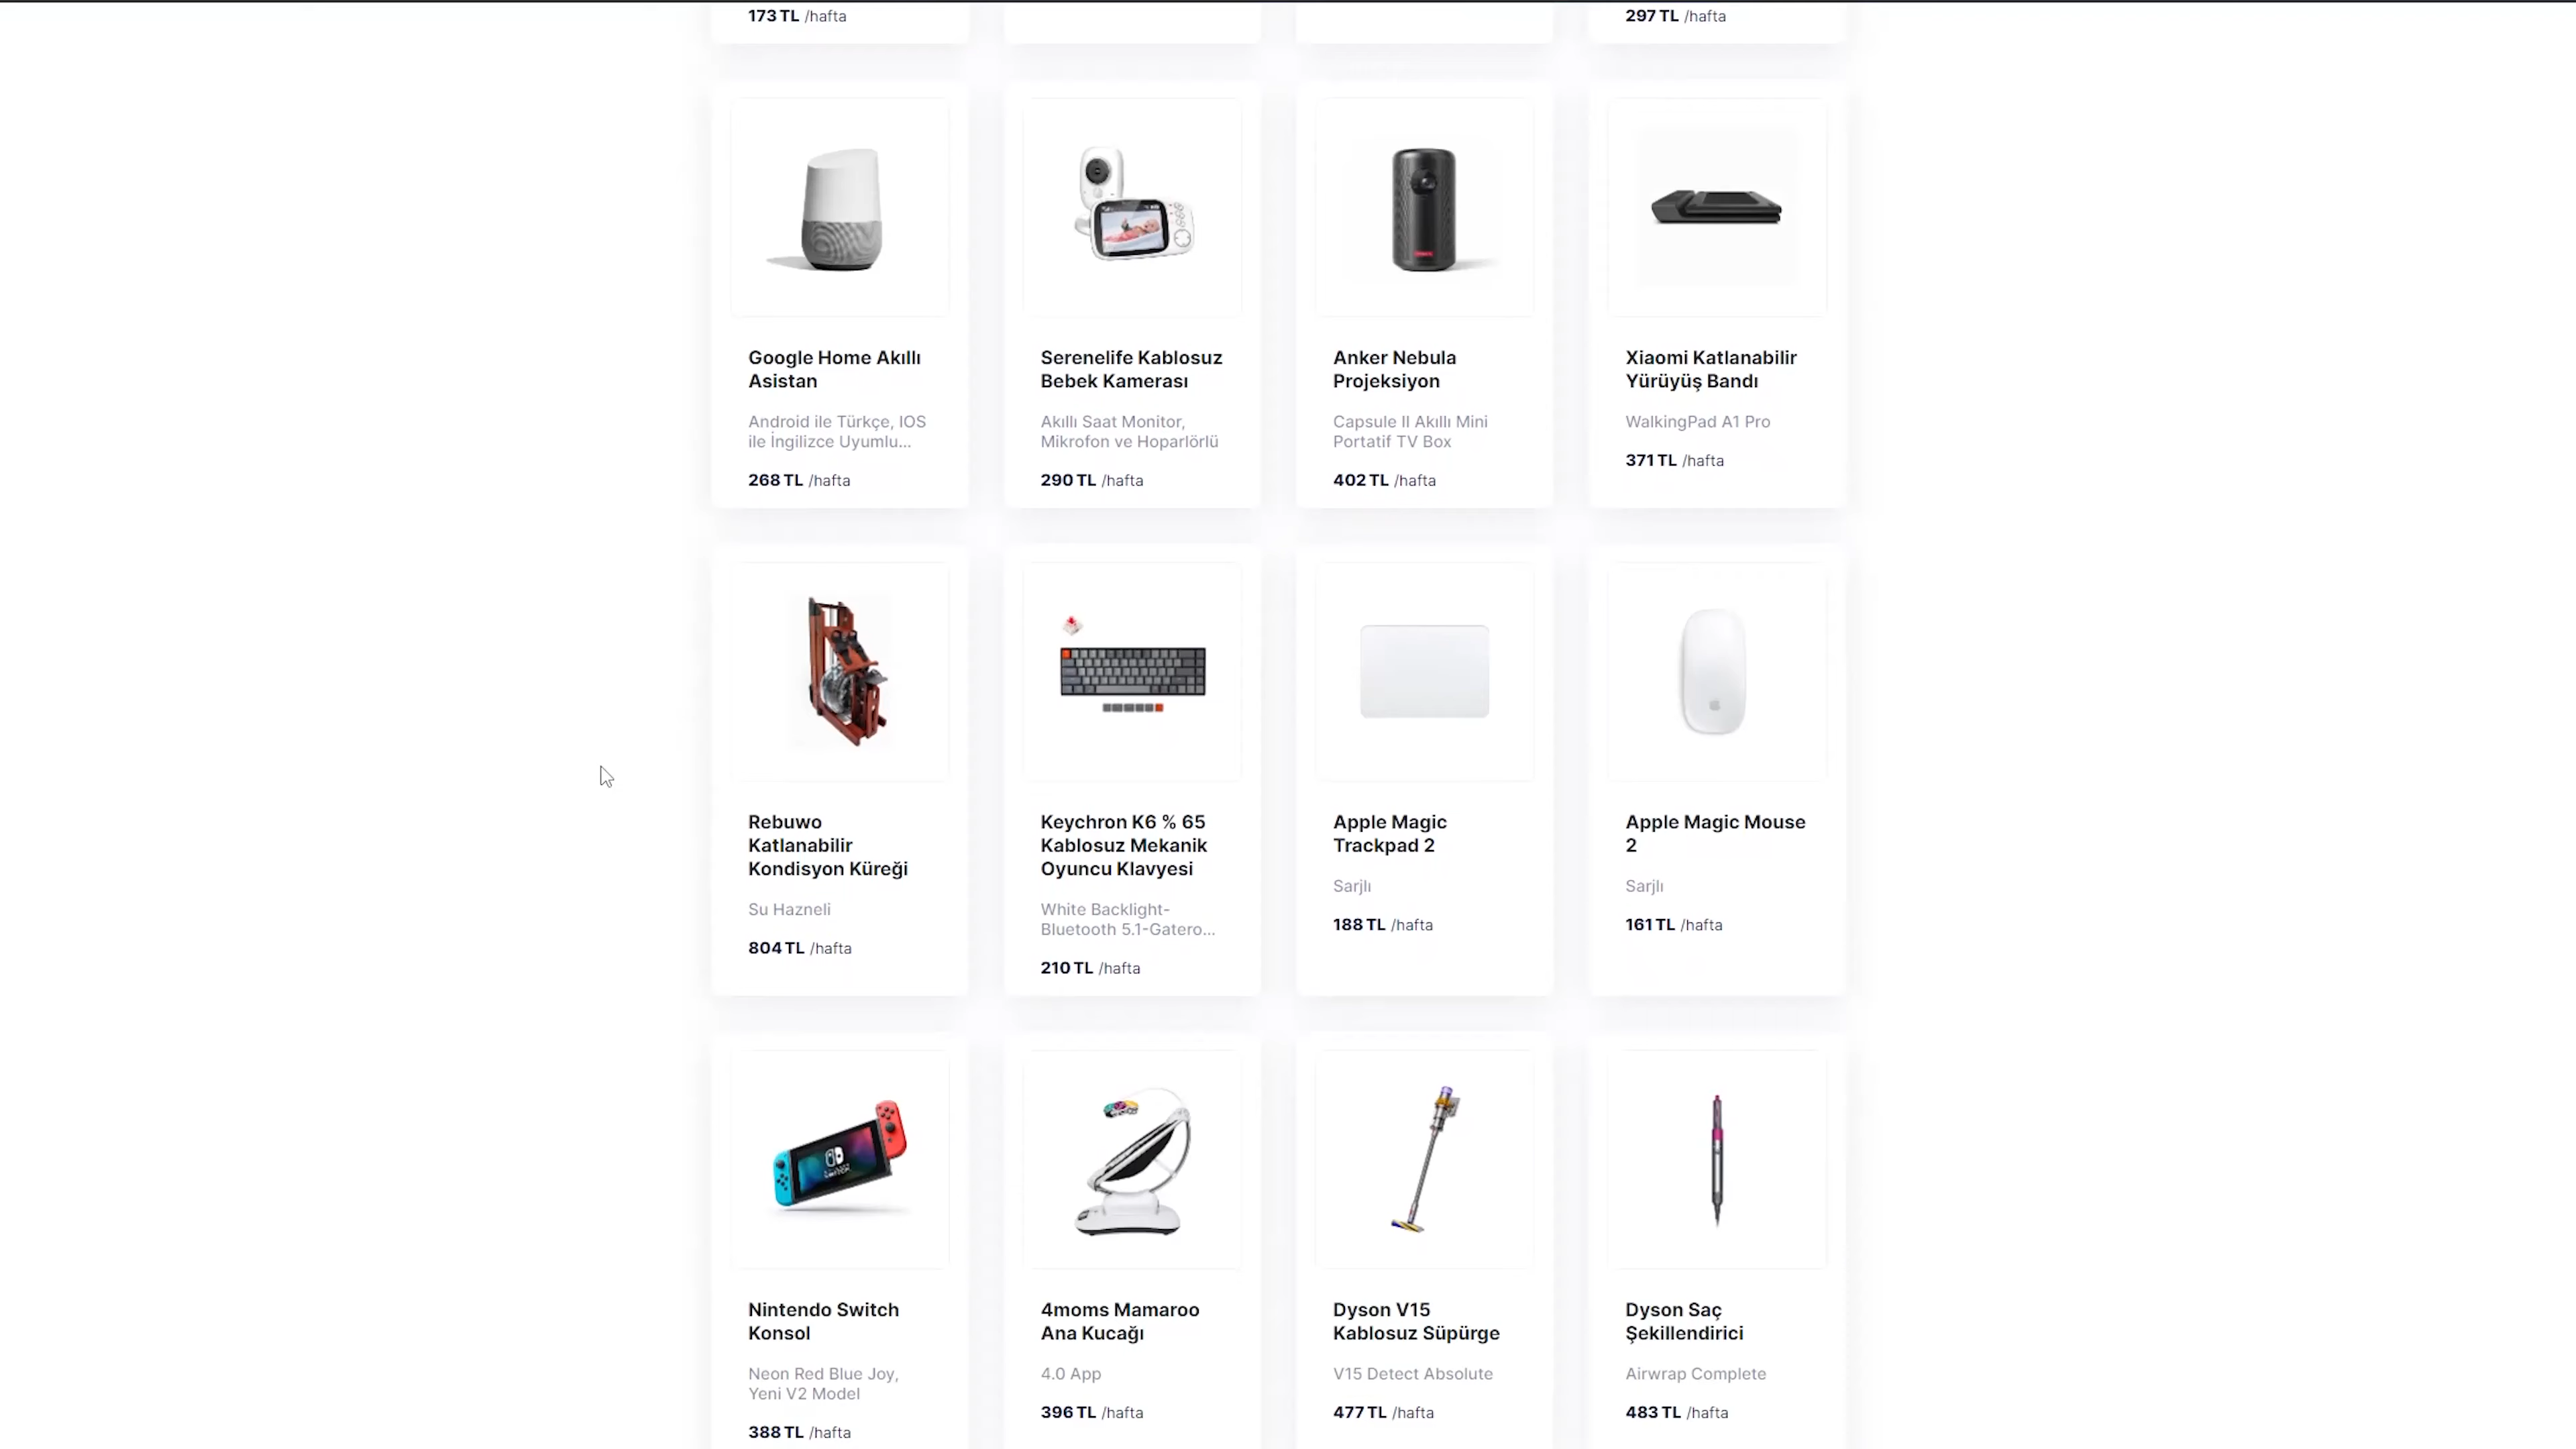 173 TL /hafta
297 TL /hafta
Google Home Akıllı
Asistan
Android ile Türkçe, IOS
ile İngilizce Uyumlu...
268 TL /hafta
Serenelife Kablosuz
Bebek Kamerası
Akıllı Saat Monitor,
Mikrofon ve Hoparlörlü
290 TL /hafta
Anker Nebula
Projeksiyon
Capsule II Akıllı Mini
Portatif TV Box
402 TL /hafta
Xiaomi Katlanabilir
Yürüyüş Bandı
WalkingPad A1 Pro
371 TL /hafta
Rebuwo
Katlanabilir
Kondisyon Küreği
Su Hazneli
804 TL /hafta
Keychron K6 % 65
Kablosuz Mekanik
Oyuncu Klavyesi
White Backlight-
Bluetooth 5.1-Gatero...
210 TL /hafta
Apple Magic
Trackpad 2
Sarjlı
188 TL /hafta
Apple Magic Mouse
2
Sarjlı
161 TL /hafta
Nintendo Switch
Konsol
Neon Red Blue Joy,
Yeni V2 Model
388 TL /hafta
4moms Mamaroo
Ana Kucağı
4.0 App
396 TL /hafta
Dyson V15
Kablosuz Süpürge
V15 Detect Absolute
477 TL /hafta
Dyson Saç
Şekillendirici
Airwrap Complete
483 TL /hafta